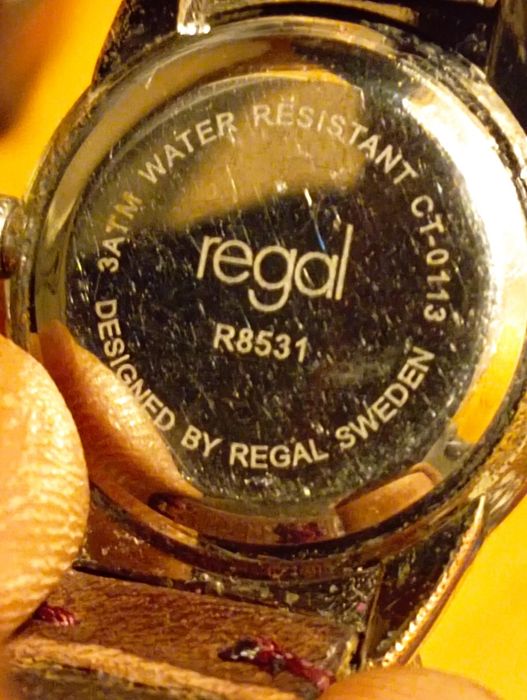 3ATM WATER RESISTANT CT-0113
regal
R8531
DESIGNED BY REGAL SWEDEN